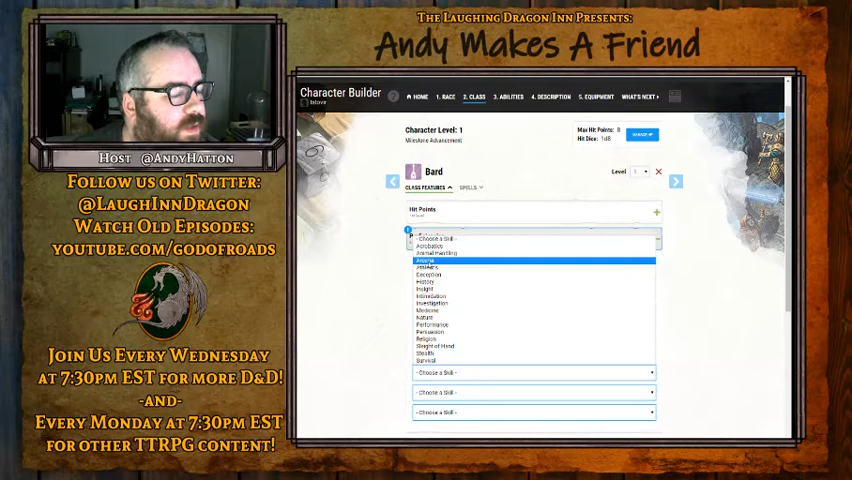 The Laughing Dragon Inn Presents:
Andy Makes A Friend
Host @AndyHatton
Follow us on Twitter:
@LaughInnDragon
Watch Old Episodes:
youtube.com/godofroads
Join Us Every Wednesday
at 7:30pm EST for more D&D!
-and-
Every Monday at 7:30pm EST
for other TTRPG content!
Character Builder
HOME 1. RACE 2. CLASS 3. ABILITIES 4. DESCRIPTION 5. EQUIPMENT WHAT'S NEXT
Character Level: 1
Milestone Advancement
Max Hit Points: 8
Hit Dice: 1d8
MANAGE
Bard
Level 1
CLASS FEATURES SPELLS
Hit Points
1st level
- Choose a Skill -
Acrobatics
Animal Handling
Arcana
Athletics
Deception
History
Insight
Intimidation
Investigation
Medicine
Nature
Performance
Persuasion
Religion
Sleight of Hand
Stealth
Survival
- Choose a Skill -
- Choose a Skill -
- Choose a Skill -